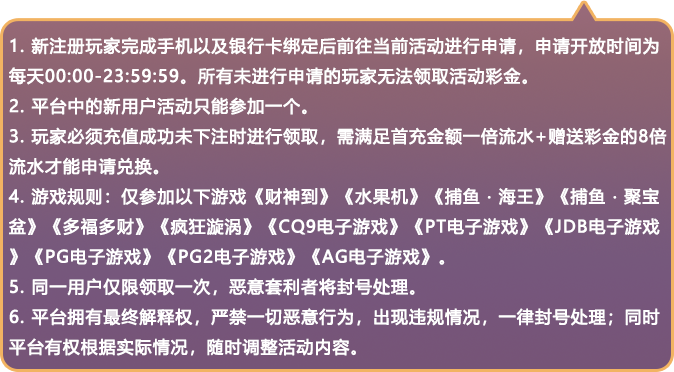 1. 新注册玩家完成手机以及银行卡绑定后前往当前活动进行申请，申请开放时间为
每天00:00-23:59:59。所有未进行申请的玩家无法领取活动彩金。
2. 平台中的新用户活动只能参加一个。
3. 玩家必须充值成功未下注时进行领取，需满足首充金额一倍流水+赠送彩金的8倍
流水才能申请兑换。
4. 游戏规则：仅参加以下游戏《财神到》《水果机》《捕鱼·海王》《捕鱼·聚宝
盆》《多福多财》《疯狂漩涡》《CQ9电子游戏》《PT电子游戏》《JDB电子游戏
》《PG电子游戏》《PG2电子游戏》《AG电子游戏》。
5. 同一用户仅限领取一次，恶意套利者将封号处理。
6. 平台拥有最终解释权，严禁一切恶意行为，出现违规情况，一律封号处理；同时
平台有权根据实际情况，随时调整活动内容。